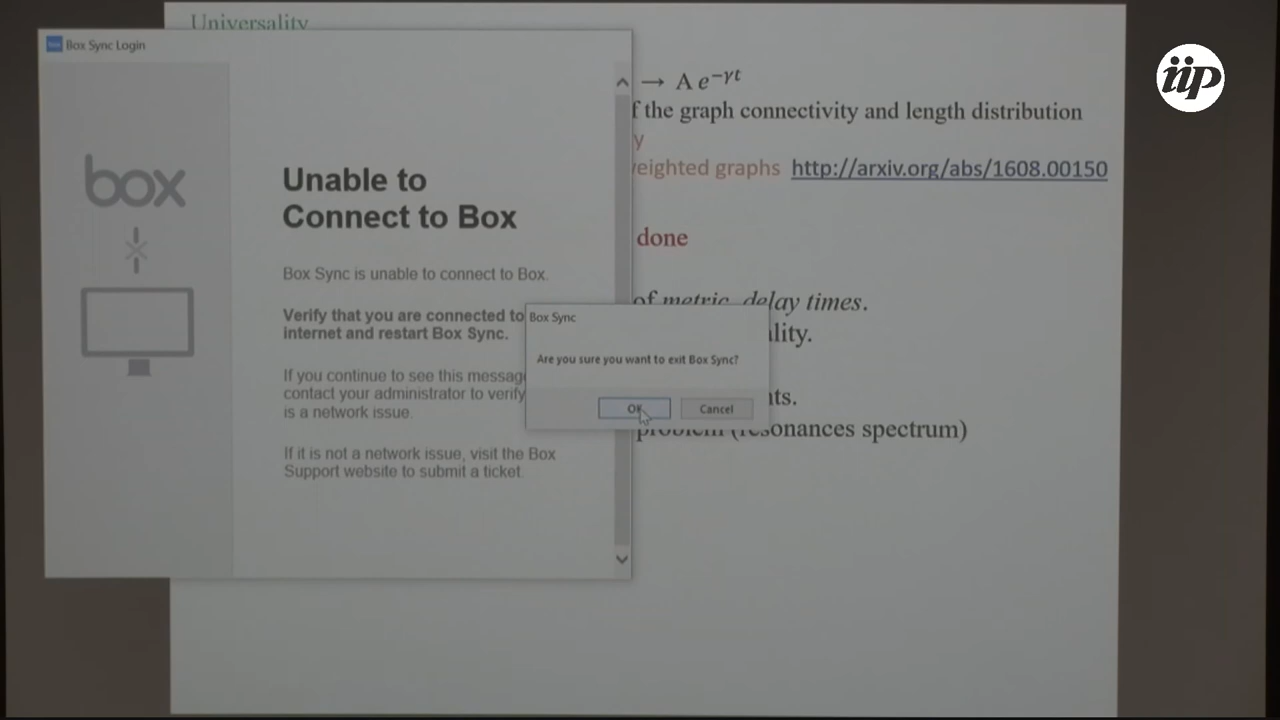 Universality
Box Sync Login
box
Unable to
Connect to Box
Box Sync is unable to connect to Box.
Verify that you are connected to
internet and restart Box Sync.
If you continue to see this messag
contact your administrator to verify
is a network issue.
If it is not a network issue, visit the Box
Support website to submit a ticket.
Box Sync
Are you sure you want to exit Box Sync?
OK
Cancel
→ A e^{−γt}
f the graph connectivity and length distribution
y
eighted graphs http://arxiv.org/abs/1608.00150
done
of metric, delay times.
lity.
ts.
problem (resonances spectrum)
iip